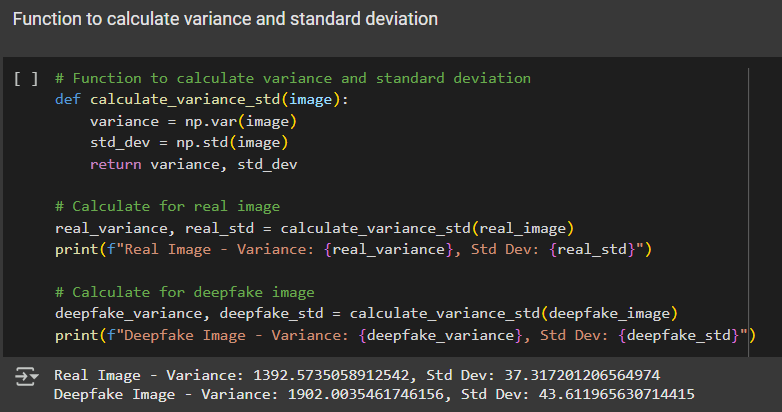 Function to calculate variance and standard deviation
[ ] # Function to calculate variance and standard deviation
def calculate_variance_std(image):
    variance = np.var(image)
    std_dev = np.std(image)
    return variance, std_dev
# Calculate for real image
real_variance, real_std = calculate_variance_std(real_image)
print(f"Real Image - Variance: {real_variance}, Std Dev: {real_std}")
# Calculate for deepfake image
deepfake_variance, deepfake_std = calculate_variance_std(deepfake_image)
print(f"Deepfake Image - Variance: {deepfake_variance}, Std Dev: {deepfake_std}")
Real Image - Variance: 1392.5735058912542, Std Dev: 37.317201206564974
Deepfake Image - Variance: 1902.0035461746156, Std Dev: 43.611965630714415